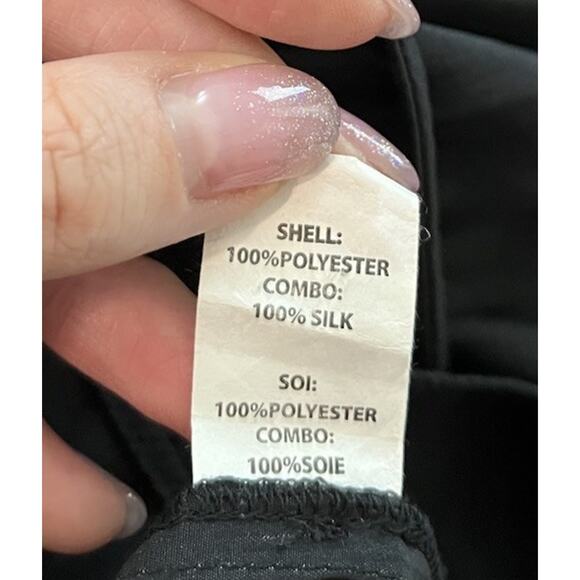 SHELL:
100%POLYESTER
COMBO:
100% SILK
SOI:
100%POLYESTER
COMBO:
100%SOIE